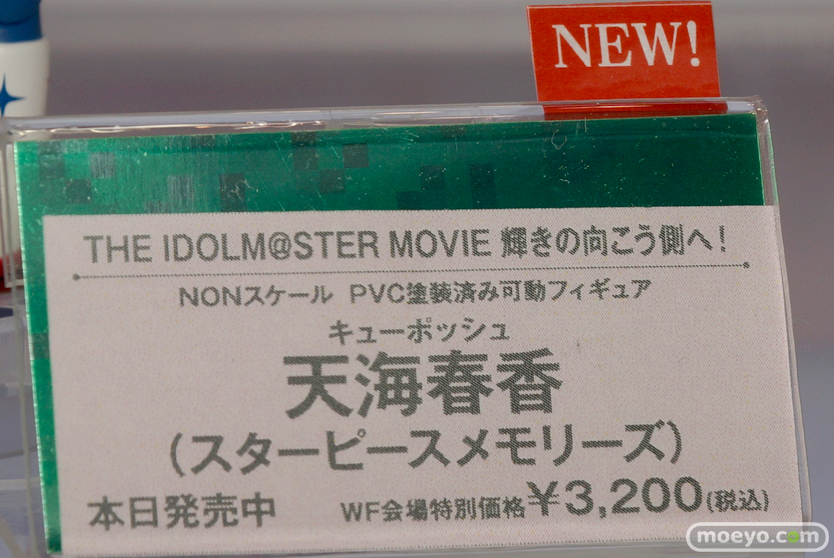 NEW!
THE IDOLM@STER MOVIE 輝きの向こう側へ!
NONスケール PVC塗装済み可動フィギュア
キューポッシュ
天海春香
(スターピースメモリーズ)
本日発売中 WF会場特別価格¥3,200(税込)
moeyo.com